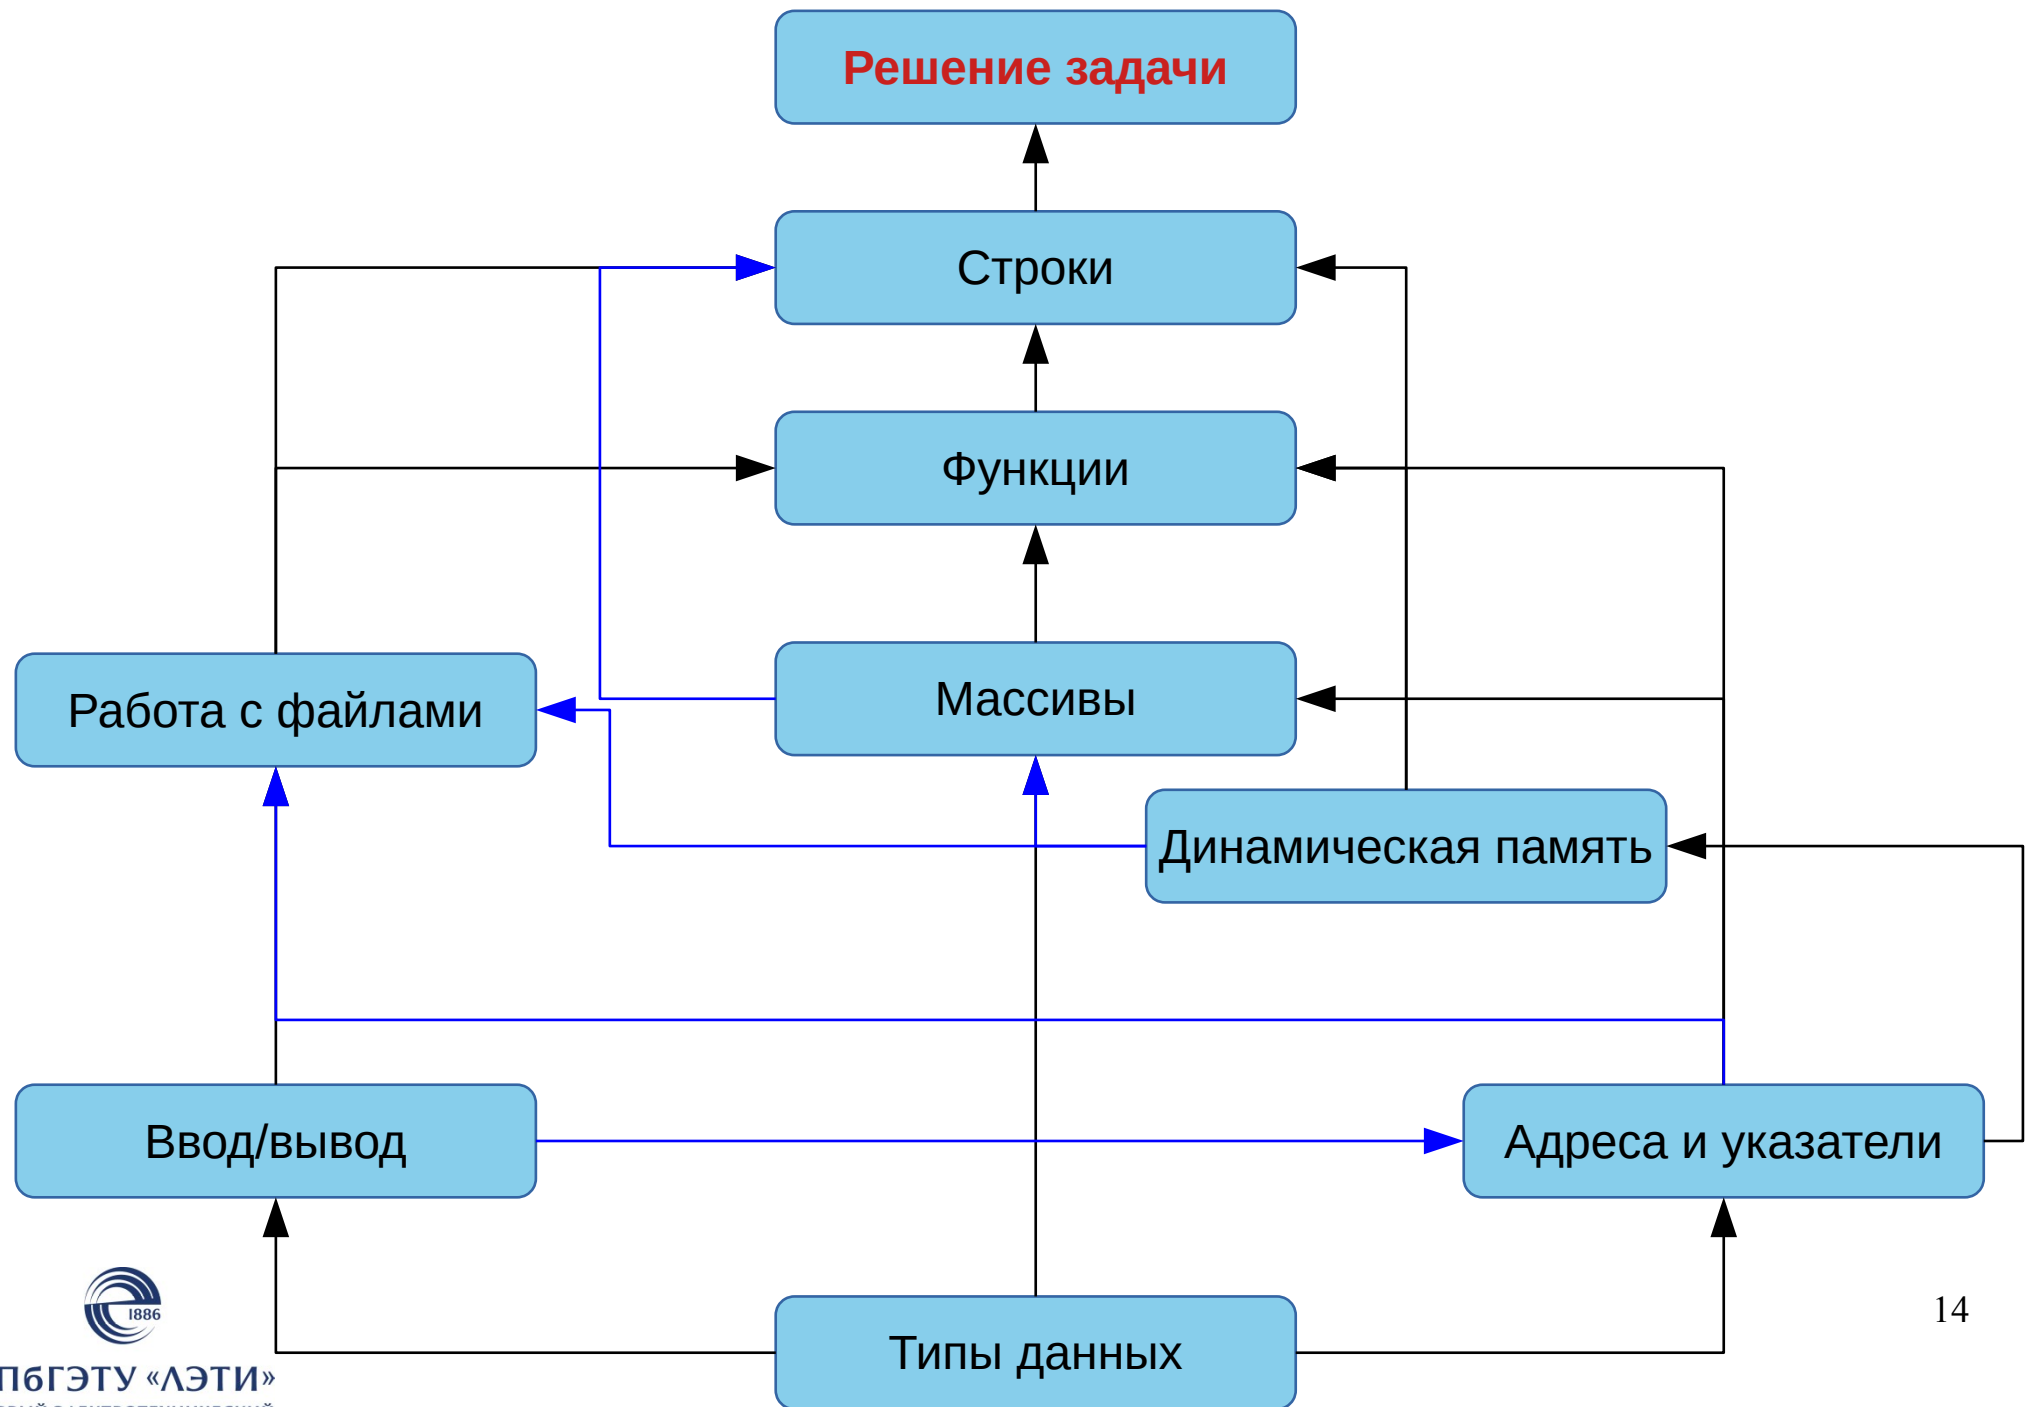 Решение задачи
Строки
Функции
Работа с файлами
Массивы
Динамическая память
Ввод/вывод
Адреса и указатели
1886
14
Типы данных
ПбГЭТУ «ЛЭТИ»